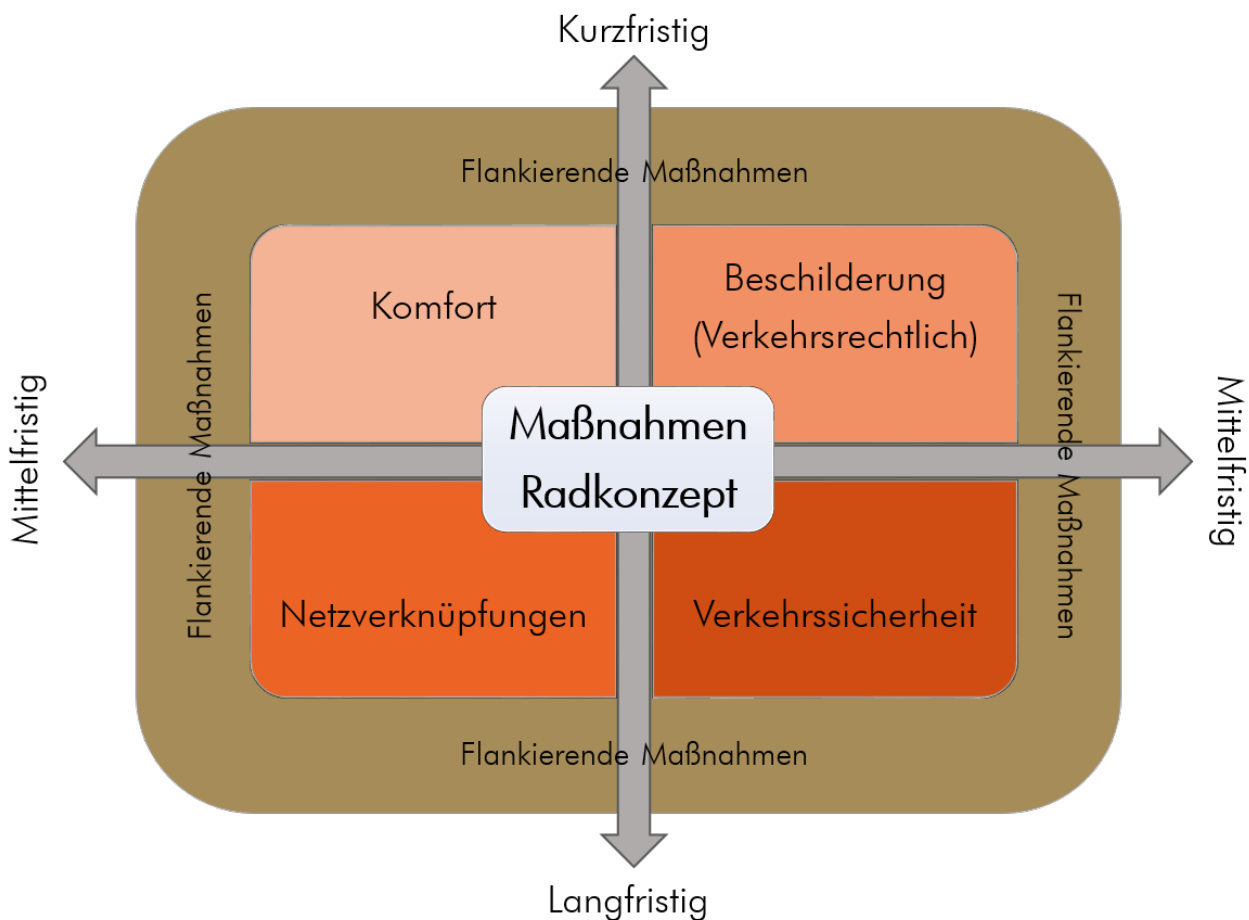 Kurzfristig
Flankierende Maßnahmen
Komfort
Beschilderung
(Verkehrsrechtlich)
Mittelfristig
Flankierende Maßnahmen
Maßnahmen
Radkonzept
Flankierende Maßnahmen
Mittelfristig
Netzverknüpfungen
Verkehrssicherheit
Flankierende Maßnahmen
Langfristig